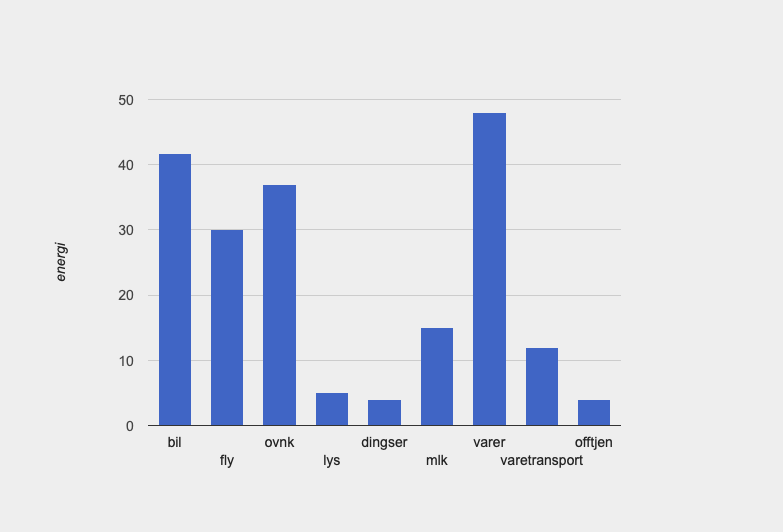 50
40
30
20
10
0
energi
bil ovnk dingser varer offtjen
fly lys mlk varetransport